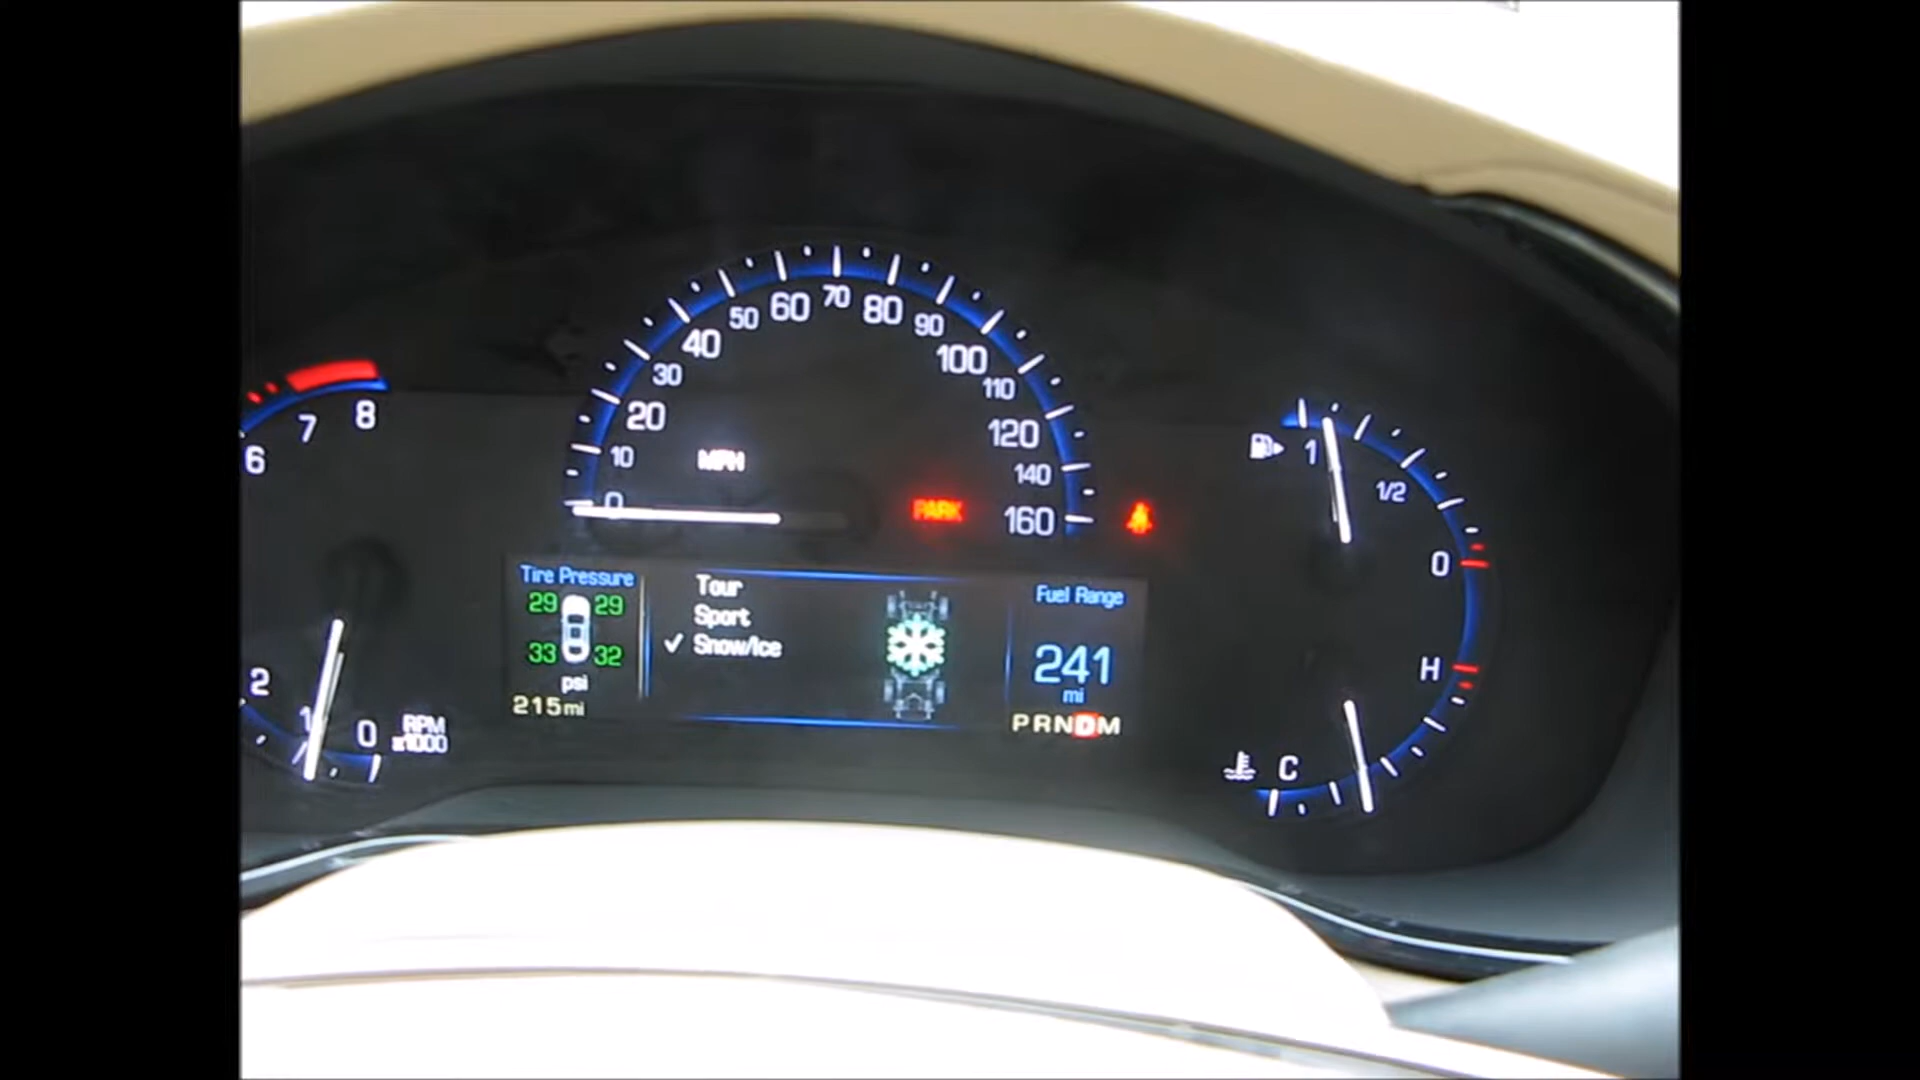 50 60 70 80 90
40 100
30 110
20 120
10 140
0 160
MPH
PARK
6 7 8
2 1 0
RPM
x1000
1 1/2 0
H
C
Tire Pressure
29 29
33 32
psi
215mi
Tour
Sport
✓ Snow/Ice
Fuel Range
241
mi
PRNDM